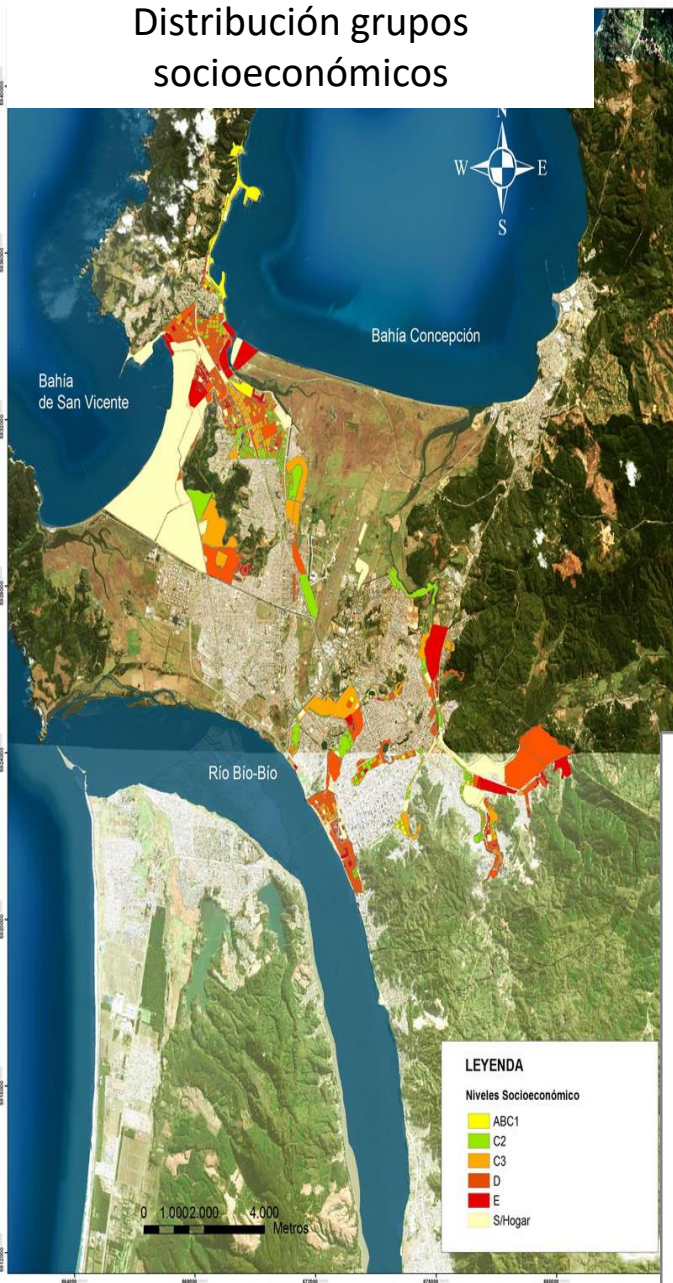 Distribución grupos
socioeconómicos
N
W E
S
Bahía Concepción
Bahía
de San Vicente
Río Bío-Bío
LEYENDA
Niveles Socioeconómico
ABC1
C2
C3
D
E
S/Hogar
0 1.000 2.000 4.000
Metros